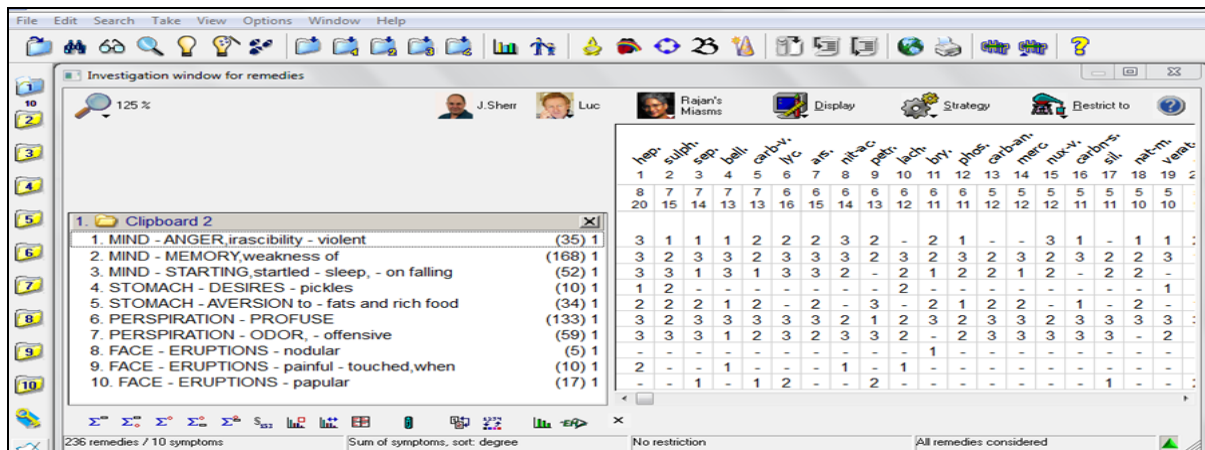 File Edit Search Take View Options Window Help
23
Investigation window for remedies
1
10
2
3
4
5
6
7
8
9
10
125 %
J.Sherr
Luc
Rajan's Miasms
Display
Strategy
Restrict to
hep. sulph. sep. bell. carb-v. lyc. ars. nit-ac. petr. lach. bry. phos. carb-an. merc. nux-v. carbn-s. sil. nat-m. verat.
1 2 3 4 5 6 7 8 9 10 11 12 13 14 15 16 17 18 19 2
8 7 7 7 7 6 6 6 6 6 6 6 5 5 5 5 5 5 5
20 15 14 13 13 16 15 14 13 12 11 11 12 12 12 11 11 10 10
1. Clipboard 2
1. MIND - ANGER,irascibility - violent (35) 1 3 1 1 1 2 2 2 3 2 - 2 1 - - 3 1 - 1 1
2. MIND - MEMORY,weakness of (168) 1 3 2 3 3 2 3 3 3 2 3 2 3 2 3 2 3 2 2 3
3. MIND - STARTING,startled - sleep, - on falling (52) 1 3 3 1 3 1 3 3 2 - 2 1 2 2 1 2 - 2 2 -
4. STOMACH - DESIRES - pickles (10) 1 1 2 - - - - - - - 2 - - - - - - - - 1
5. STOMACH - AVERSION to - fats and rich food (34) 1 2 2 2 1 2 - 2 - 3 - 2 1 2 2 - 1 - 2 -
6. PERSPIRATION - PROFUSE (133) 1 3 2 3 3 3 3 3 2 1 2 3 2 3 3 2 3 3 3 3
7. PERSPIRATION - ODOR, - offensive (59) 1 3 3 3 1 2 3 2 3 3 2 - 2 3 3 3 3 3 - 2
8. FACE - ERUPTIONS - nodular (5) 1 - - - - - - - - - - 1 - - - - - - - -
9. FACE - ERUPTIONS - painful - touched,when (10) 1 2 - - 1 - - - 1 - 1 - - - - - - - - -
10. FACE - ERUPTIONS - papular (17) 1 - - 1 - 1 2 - - 2 - - - - - - - 1 - -
236 remedies / 10 symptoms
Sum of symptoms, sort: degree
No restriction
All remedies considered